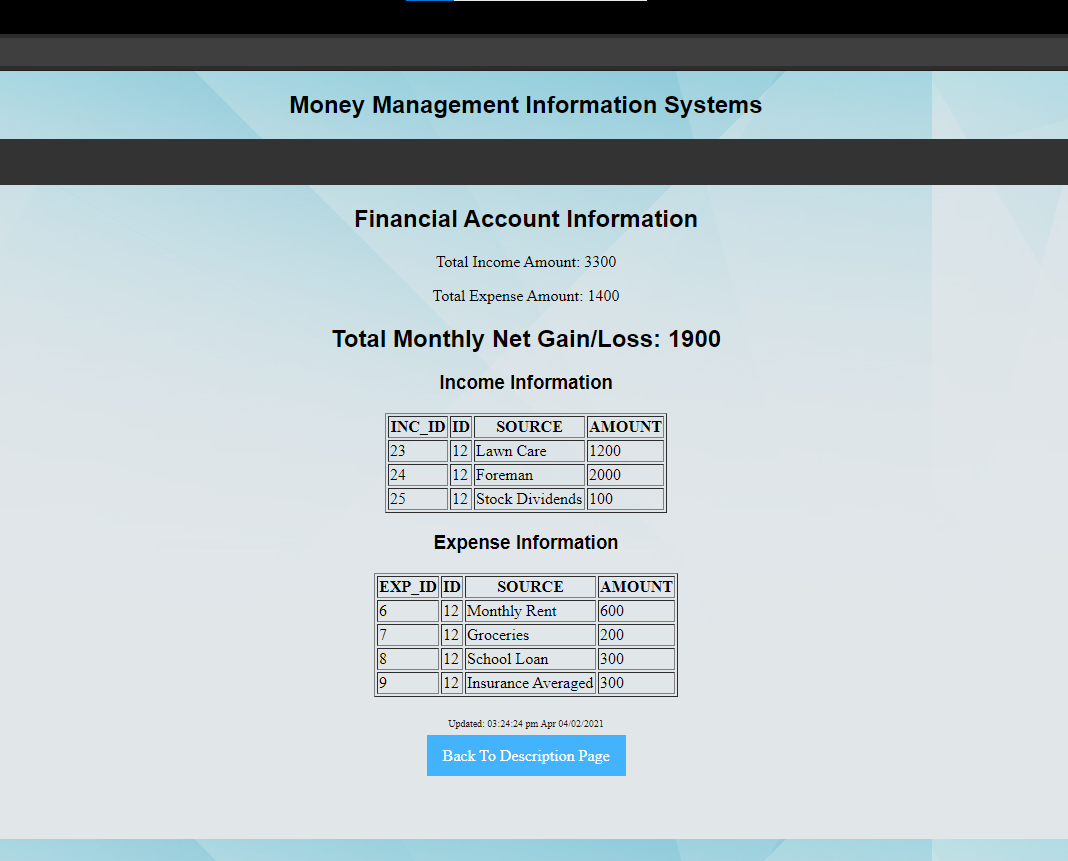 Money Management Information Systems
Financial Account Information
Total Income Amount: 3300
Total Expense Amount: 1400
Total Monthly Net Gain/Loss: 1900
Income Information
INC_ID ID SOURCE AMOUNT
23 12 Lawn Care 1200
24 12 Foreman 2000
25 12 Stock Dividends 100
Expense Information
EXP_ID ID SOURCE AMOUNT
6 12 Monthly Rent 600
7 12 Groceries 200
8 12 School Loan 300
9 12 Insurance Averaged 300
Updated: 03:24:24 pm Apr 04/02/2021
Back To Description Page